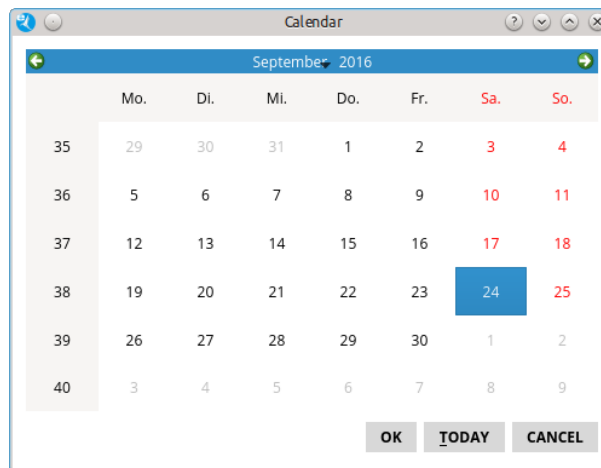 Calendar
September 2016
Mo. Di. Mi. Do. Fr. Sa. So.
35 29 30 31 1 2 3 4
36 5 6 7 8 9 10 11
37 12 13 14 15 16 17 18
38 19 20 21 22 23 24 25
39 26 27 28 29 30 1 2
40 3 4 5 6 7 8 9
OK TODAY CANCEL